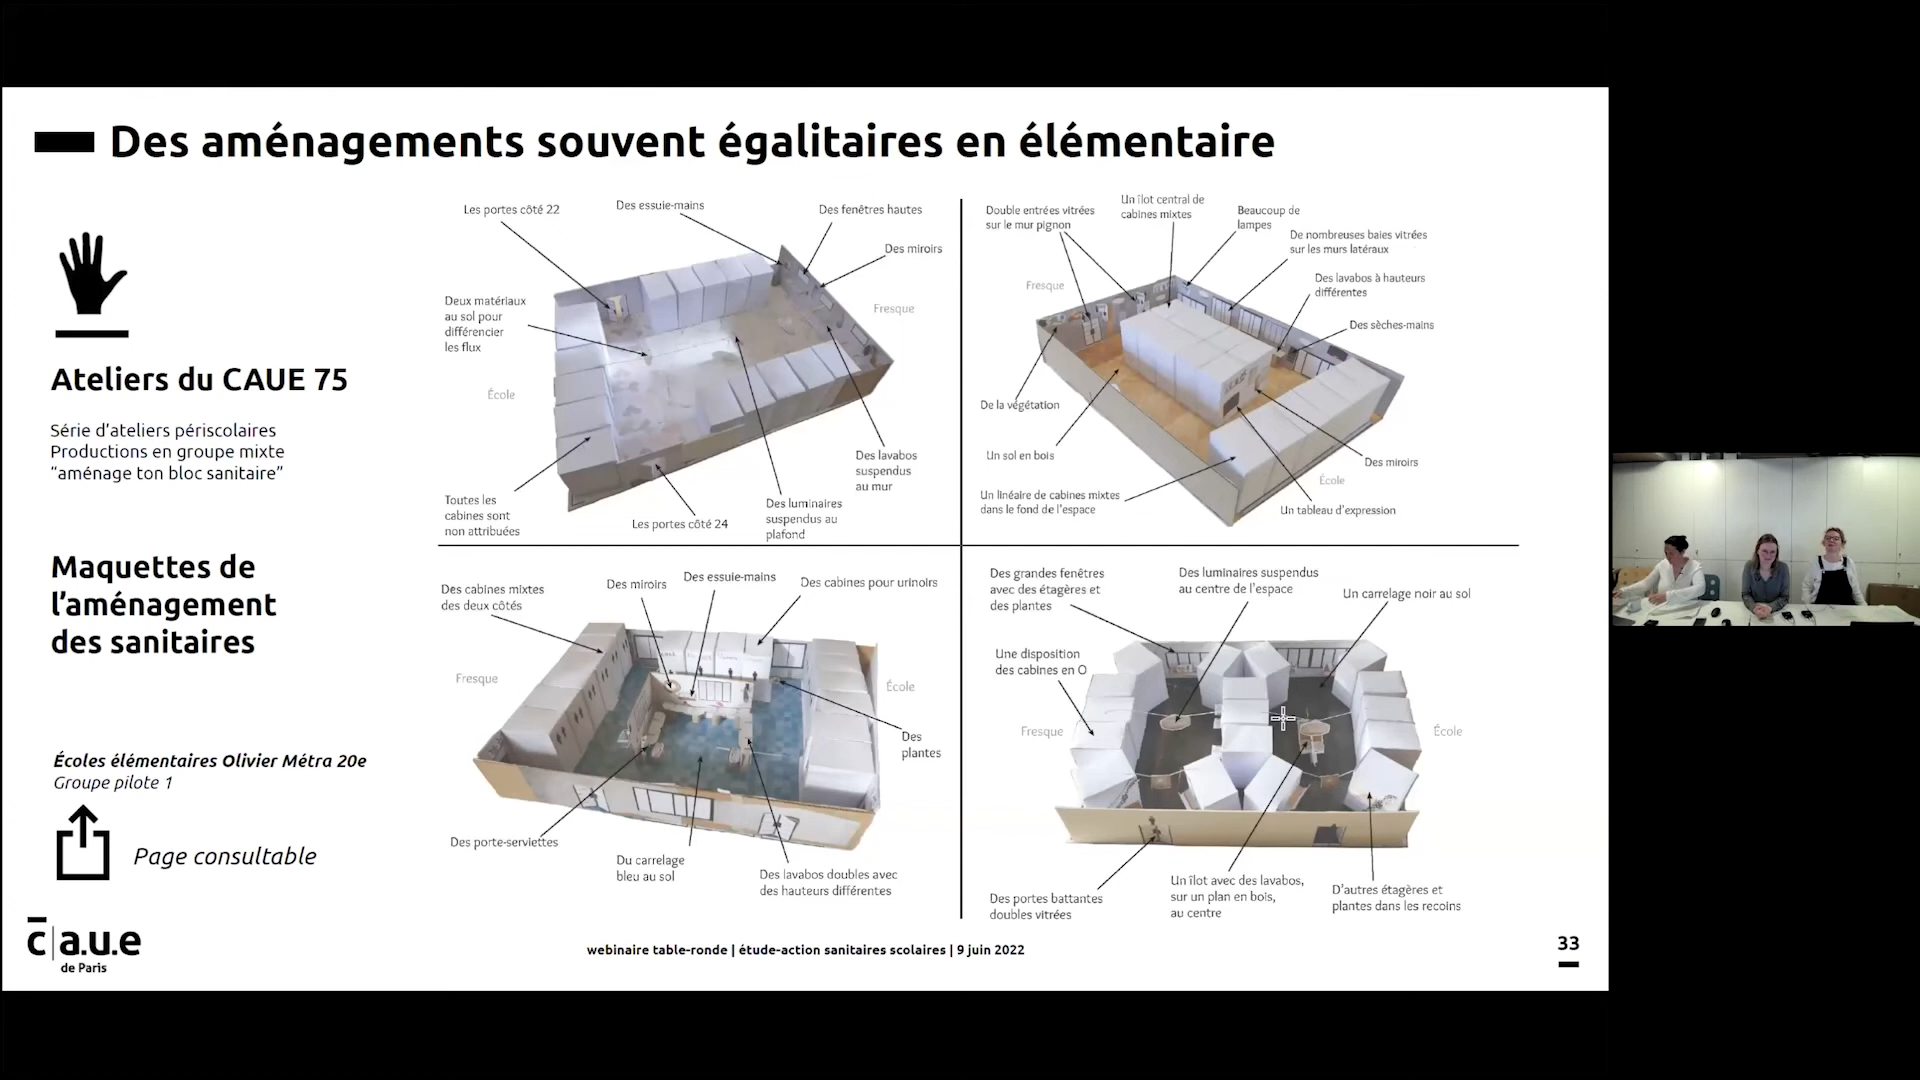 Des aménagements souvent égalitaires en élémentaire
Ateliers du CAUE 75
Série d'ateliers périscolaires
Productions en groupe mixte
“aménage ton bloc sanitaire”
Maquettes de
l'aménagement
des sanitaires
Écoles élémentaires Olivier Métra 20e
Groupe pilote 1
Page consultable
c|a.u.e
de Paris
Les portes côté 22
Des essuie-mains
Des fenêtres hautes
Des miroirs
Fresque
Deux matériaux
au sol pour
différencier
les flux
École
Toutes les
cabines sont
non attribuées
Les portes côté 24
Des luminaires
suspendus au
plafond
Des lavabos
suspendus
au mur
Double entrées vitrées
sur le mur pignon
Un îlot central de
cabines mixtes
Beaucoup de
lampes
De nombreuses baies vitrées
sur les murs latéraux
Des lavabos à hauteurs
différentes
Des sèches-mains
Fresque
De la végétation
Un sol en bois
Un linéaire de cabines mixtes
dans le fond de l'espace
Des miroirs
École
Un tableau d'expression
Des cabines mixtes
des deux côtés
Des miroirs
Des essuie-mains
Des cabines pour urinoirs
Fresque
École
Des
plantes
Des porte-serviettes
Du carrelage
bleu au sol
Des lavabos doubles avec
des hauteurs différentes
Des grandes fenêtres
avec des étagères et
des plantes
Des luminaires suspendus
au centre de l'espace
Un carrelage noir au sol
Une disposition
des cabines en O
Fresque
École
Des portes battantes
doubles vitrées
Un îlot avec des lavabos,
sur un plan en bois,
au centre
D'autres étagères et
plantes dans les recoins
webinaire table-ronde | étude-action sanitaires scolaires | 9 juin 2022
33